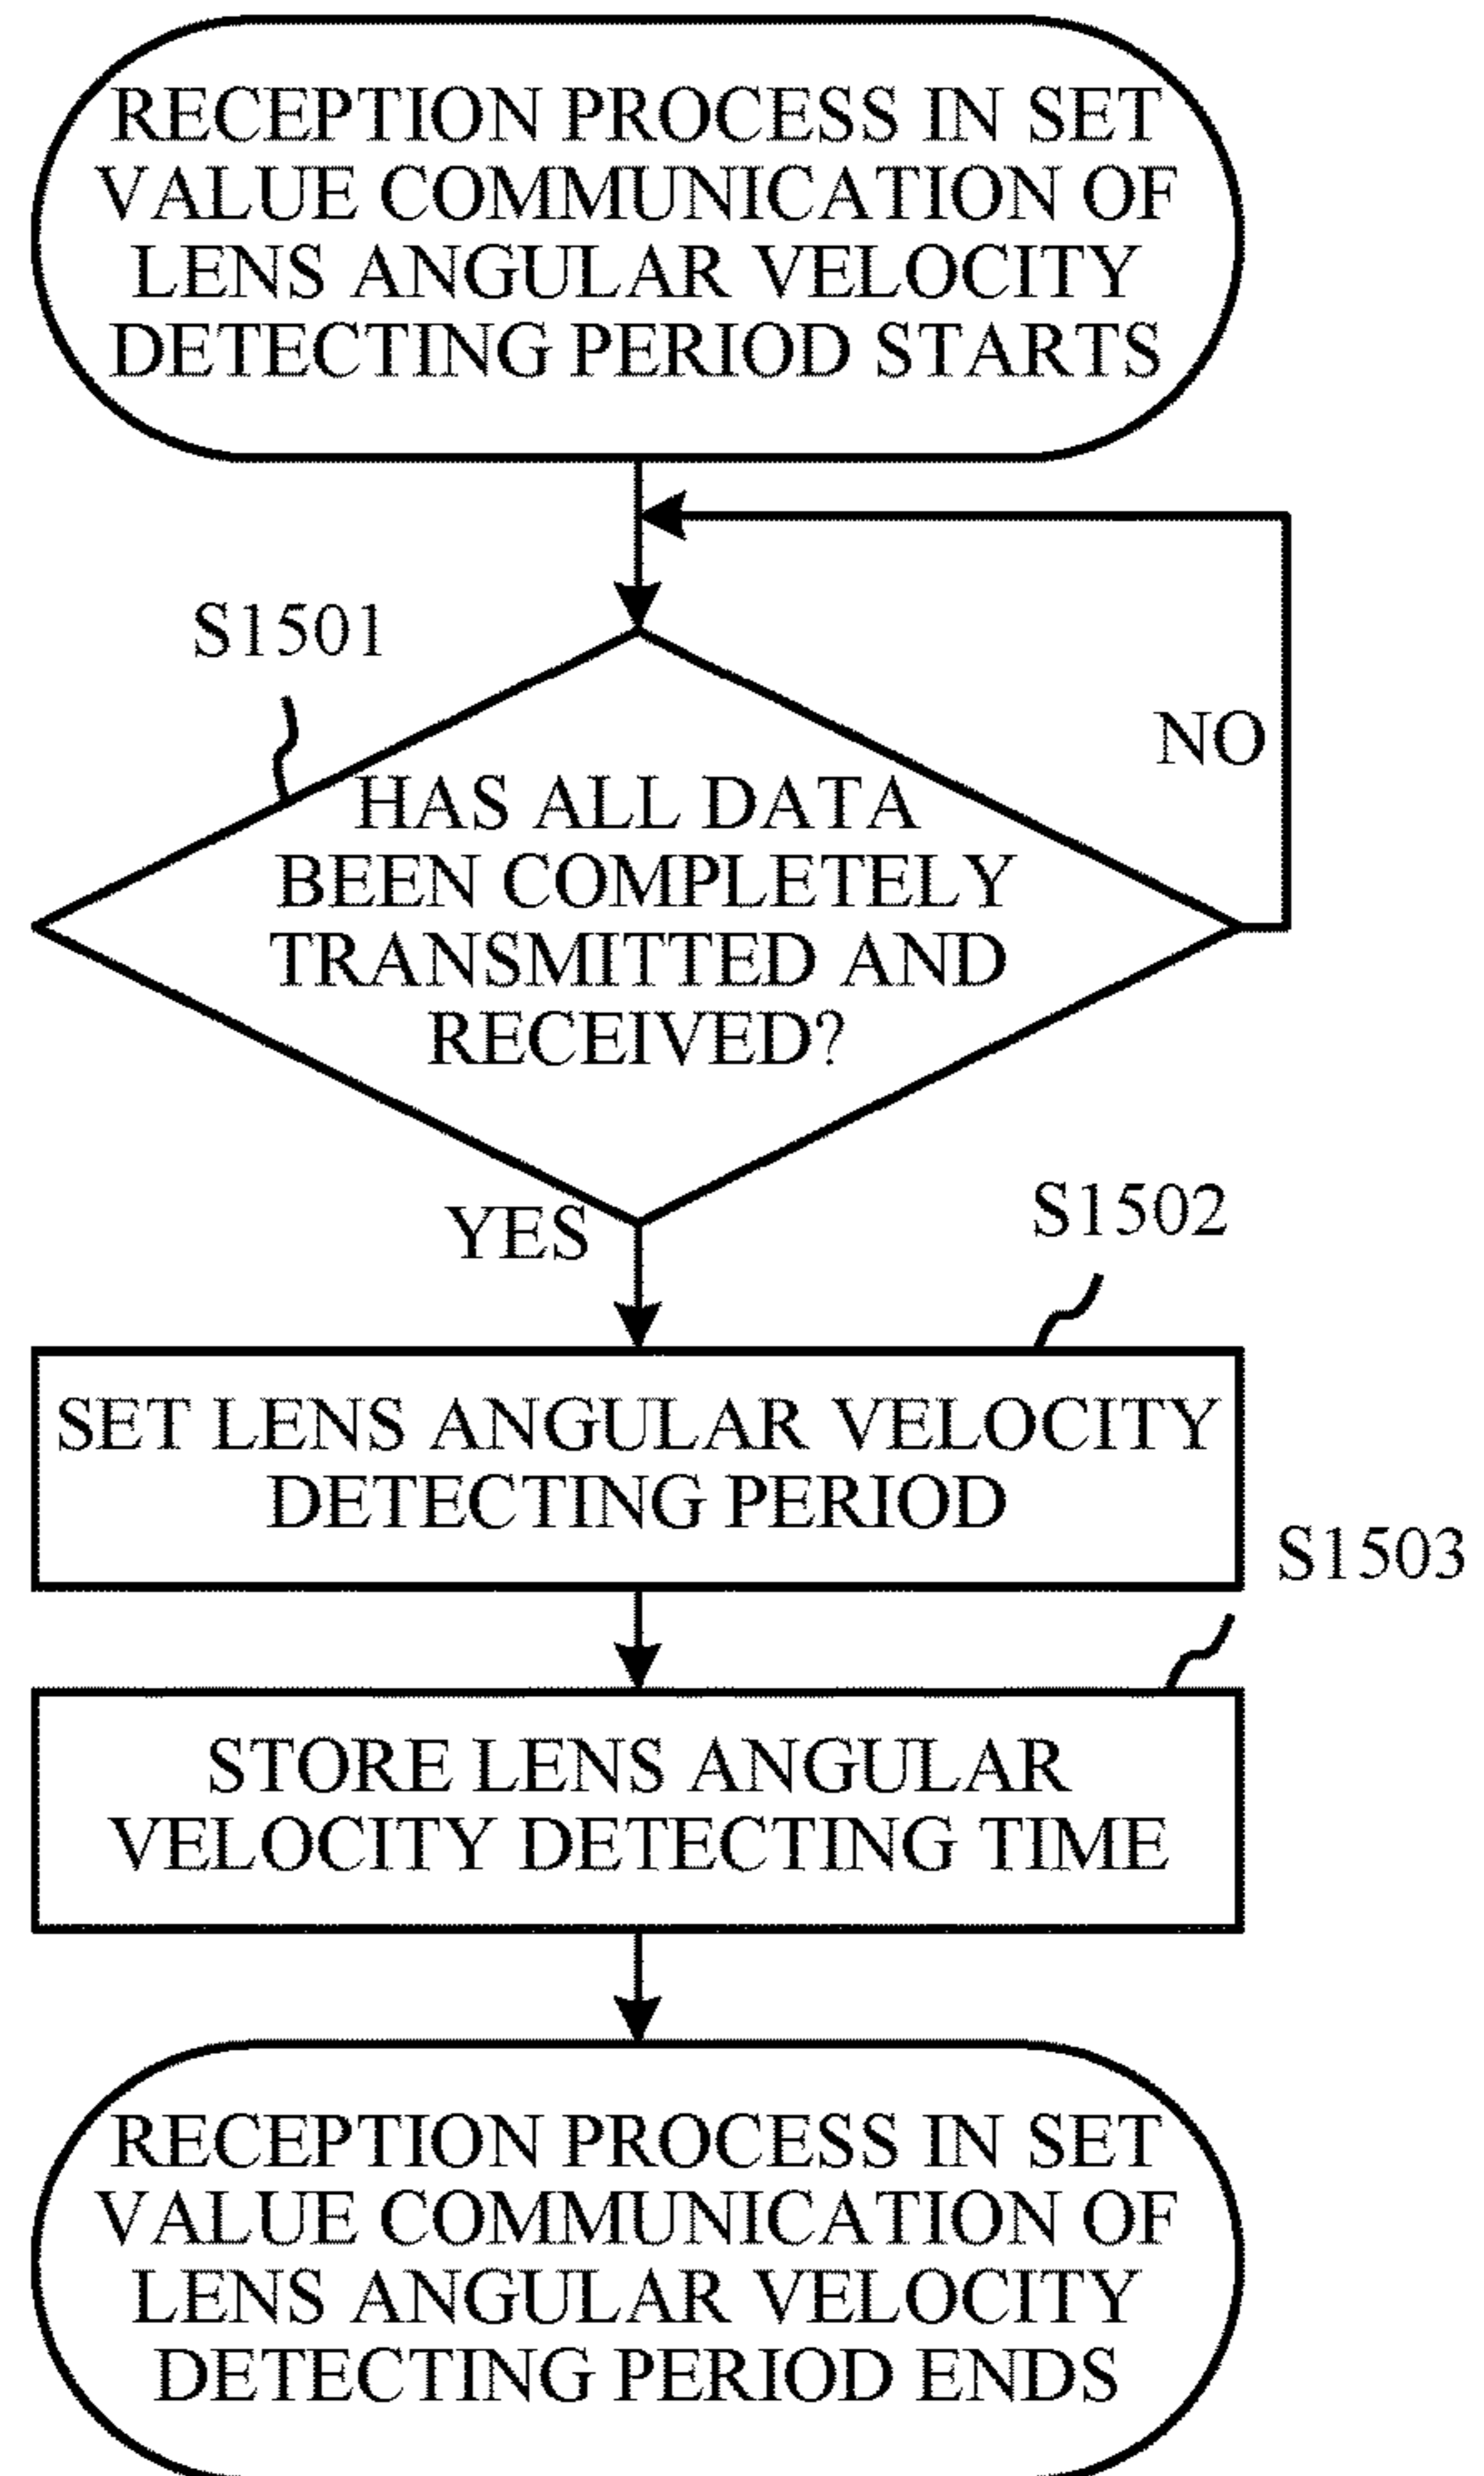 RECEPTION PROCESS IN SET
VALUE COMMUNICATION OF
LENS ANGULAR VELOCITY
DETECTING PERIOD STARTS
S1501
NO
HAS ALL DATA
BEEN COMPLETELY
TRANSMITTED AND
RECEIVED?
YES
S1502
SET LENS ANGULAR VELOCITY
DETECTING PERIOD
S1503
STORE LENS ANGULAR
VELOCITY DETECTING TIME
RECEPTION PROCESS IN SET
VALUE COMMUNICATION OF
LENS ANGULAR VELOCITY
DETECTING PERIOD ENDS